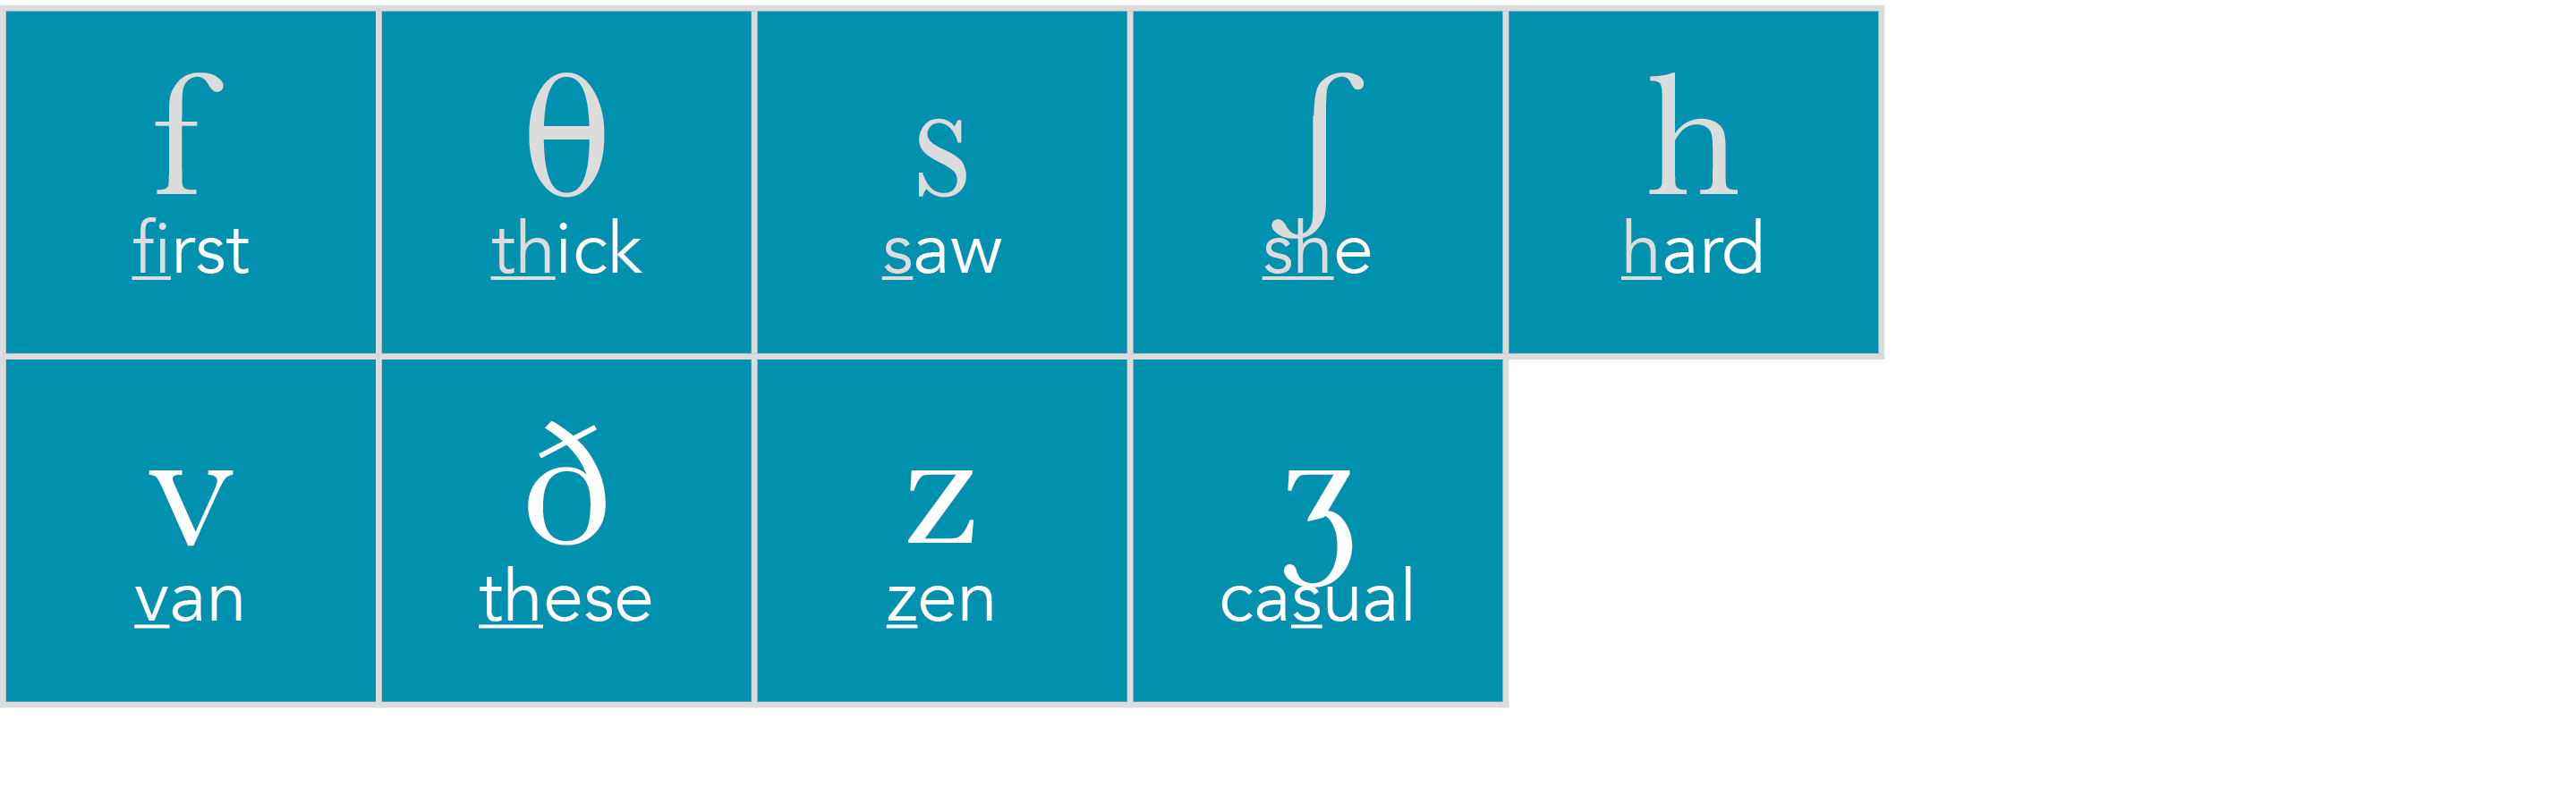 f θ s ʃ h
first thick saw she hard
v ð z ʒ
van these zen casual